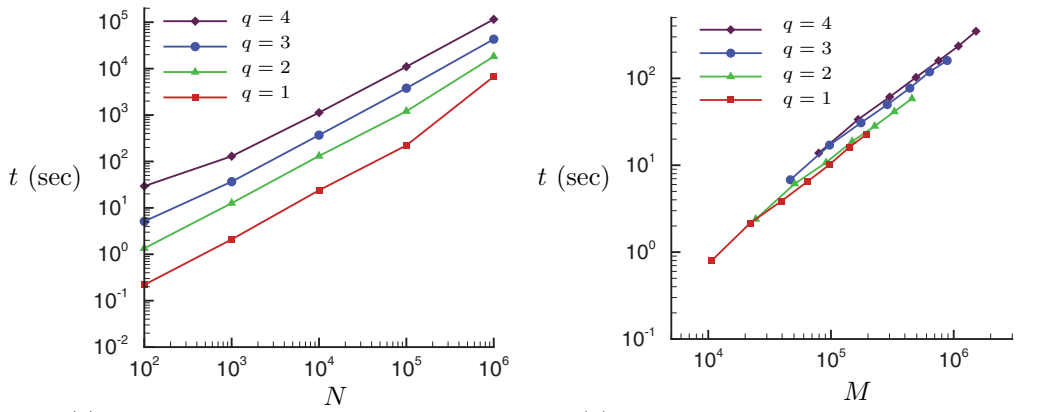 10^5
10^4
10^3
10^2
10^1
10^0
10^-1
10^-2
t (sec)
q = 4
q = 3
q = 2
q = 1
10^2
10^3
10^4
10^5
10^6
N
10^2
10^1
10^0
10^-1
t (sec)
q = 4
q = 3
q = 2
q = 1
10^4
10^5
10^6
M